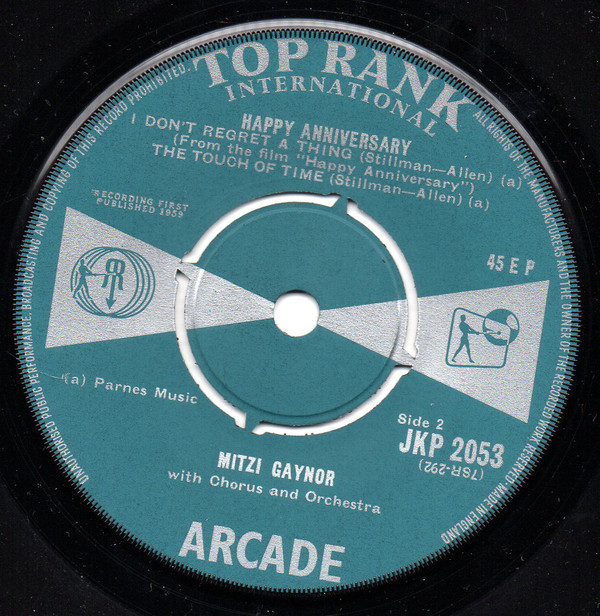 TOP RANK
INTERNATIONAL
HAPPY ANNIVERSARY
I DON'T REGRET A THING (Stillman—Allen) (a)
(From the film "Happy Anniversary")
THE TOUCH OF TIME (Stillman—Allen) (a)
RECORDING FIRST
PUBLISHED 1959
45 E P
(a) Parnes Music
Side 2
JKP 2053
(7SR-292)
MITZI GAYNOR
with Chorus and Orchestra
ARCADE
ALL RIGHTS OF THE MANUFACTURERS AND THE OWNER OF THE RECORDED WORK RESERVED. MADE IN ENGLAND
UNAUTHORISED PUBLIC PERFORMANCE. BROADCASTING AND COPYING OF THIS RECORD PROHIBITED.